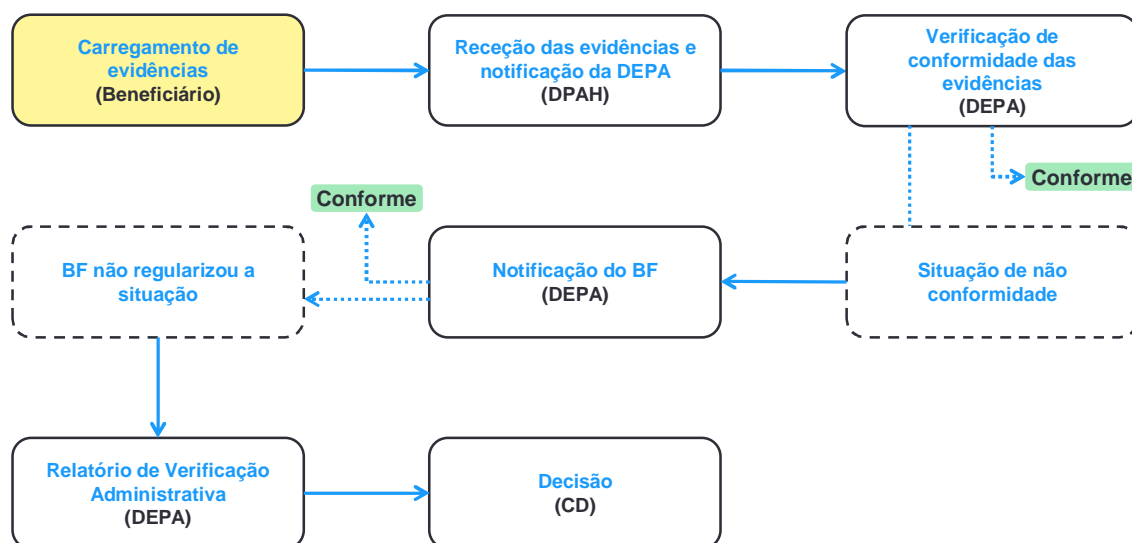 Carregamento de
evidências
(Beneficiário)
Receção das evidências e
notificação da DEPA
(DPAH)
Verificação de
conformidade das
evidências
(DEPA)
Conforme
Conforme
BF não regularizou a
situação
Notificação do BF
(DEPA)
Situação de não
conformidade
Relatório de Verificação
Administrativa
(DEPA)
Decisão
(CD)